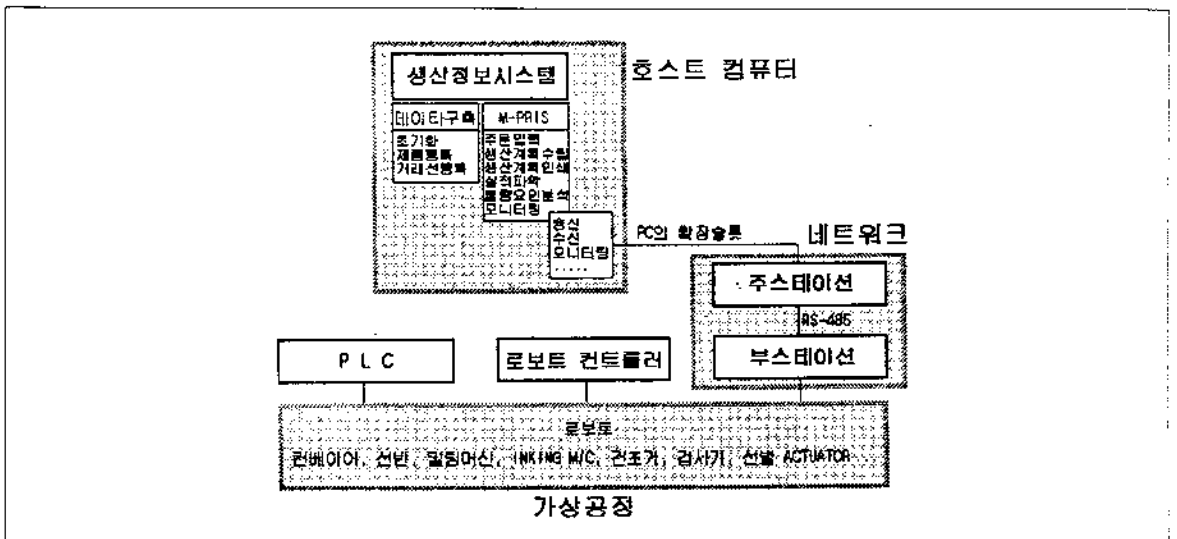 호스트 컴퓨터
생산정보시스템
데이타구축
초기화
제품등록
거래선등록
M-PRIS
주문입력
생산계획수립
생산계획인쇄
실적파악
불량요인분석
모니터링
송신
수신
모니터링
.....
PC의 확장슬롯
네트워크
주스테이션
RS-485
부스테이션
P L C
로보트 컨트롤러
로보트
컨베이어, 선반, 밀링머신, INKING M/C, 건조기, 검사기, 선별 ACTUATOR
가상공정